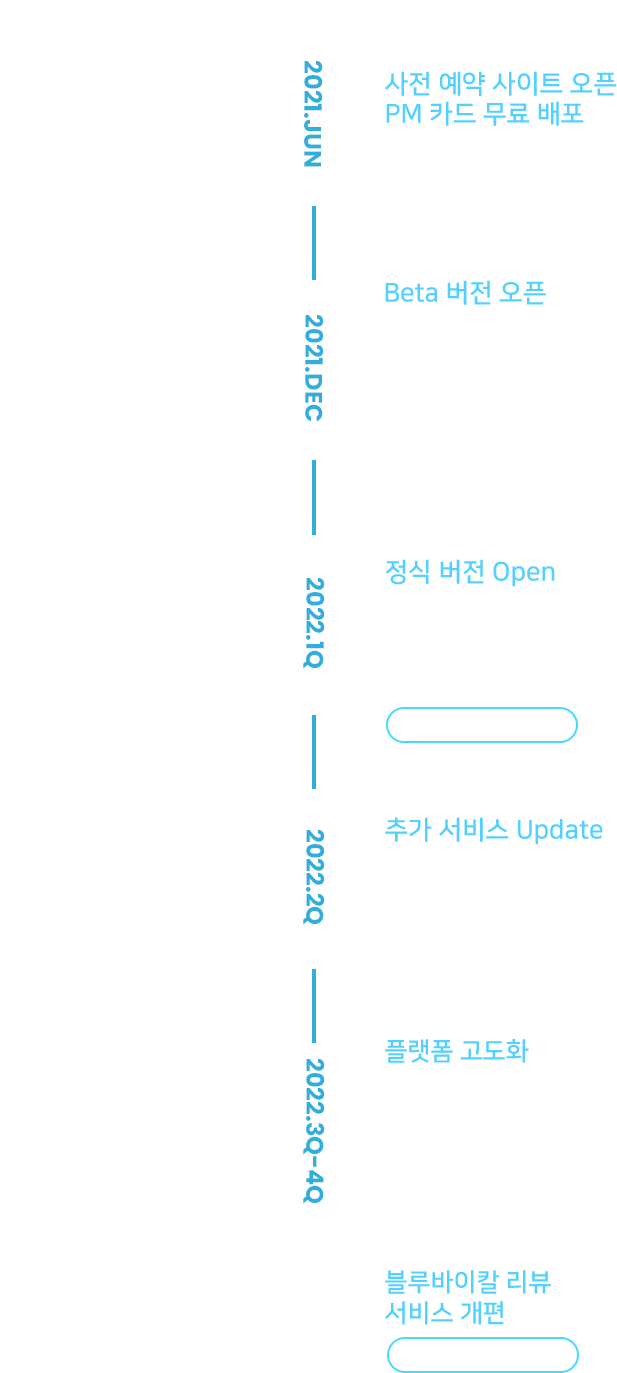 2021.JUN
사전 예약 사이트 오픈
PM 카드 무료 배포
Beta 버전 오픈
2021.DEC
정식 버전 Open
2022.1Q
추가 서비스 Update
2022.2Q
플랫폼 고도화
2022.3Q-4Q
블루바이칼 리뷰
서비스 개편